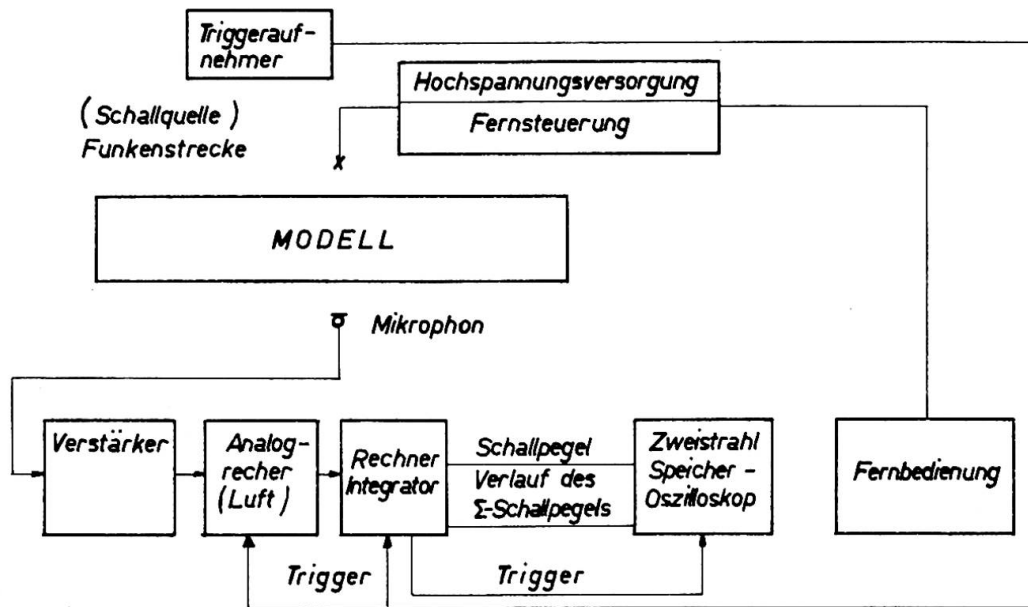 Triggerauf-
nehmer
Hochspannungsversorgung
Fernsteuerung
(Schallquelle)
Funkenstrecke
x
MODELL
Mikrophon
Verstärker
Analog-
recher
(Luft)
Rechner
Integrator
Schallpegel
Verlauf des
Σ-Schallpegels
Zweistrahl
Speicher-
Oszilloskop
Fernbedienung
Trigger
Trigger